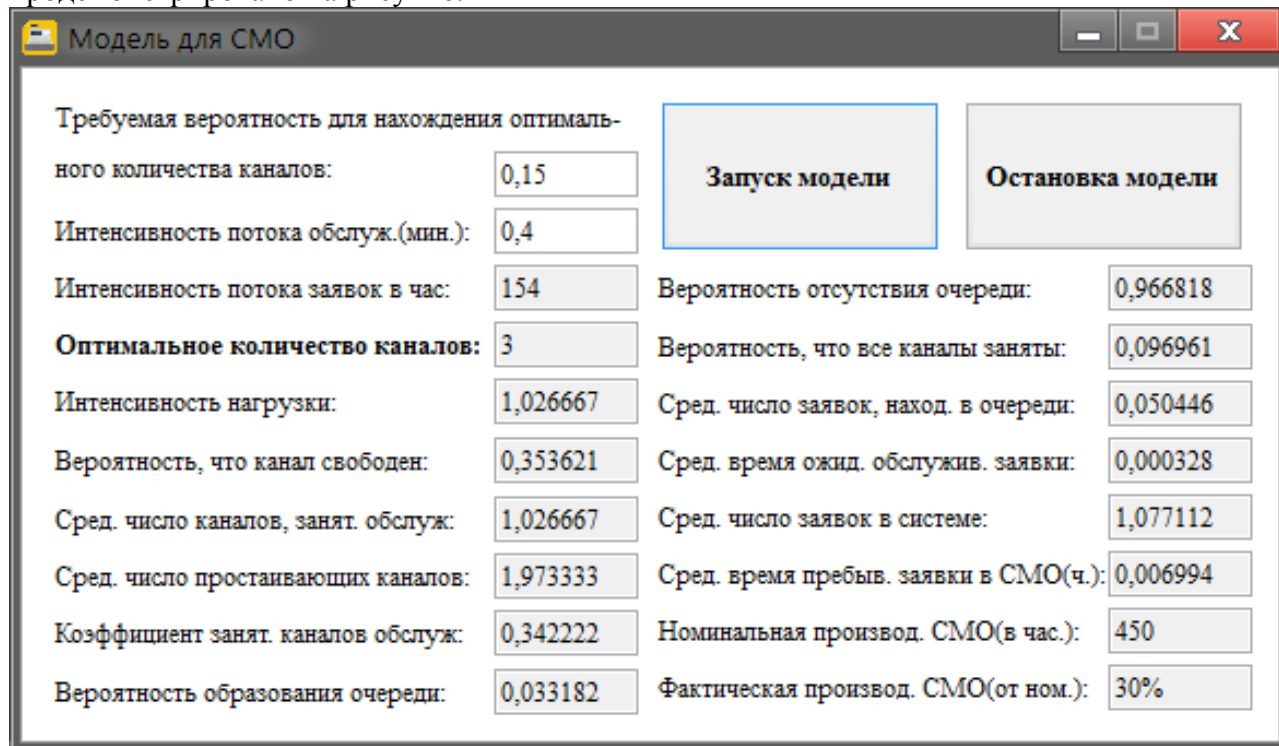 Модель для СМО
Требуемая вероятность для нахождения оптималь-
ного количества каналов: 0,15
Запуск модели
Остановка модели
Интенсивность потока обслуж.(мин.): 0,4
Интенсивность потока заявок в час: 154
Оптимальное количество каналов: 3
Интенсивность нагрузки: 1,026667
Вероятность, что канал свободен: 0,353621
Сред. число каналов, занят. обслуж: 1,026667
Сред. число простаивающих каналов: 1,973333
Коэффициент занят. каналов обслуж: 0,342222
Вероятность образования очереди: 0,033182
Вероятность отсутствия очереди: 0,966818
Вероятность, что все каналы заняты: 0,096961
Сред. число заявок, наход. в очереди: 0,050446
Сред. время ожид. обслужив. заявки: 0,000328
Сред. число заявок в системе: 1,077112
Сред. время пребыв. заявки в СМО(ч.): 0,006994
Номинальная производ. СМО(в час.): 450
Фактическая производ. СМО(от ном.): 30%